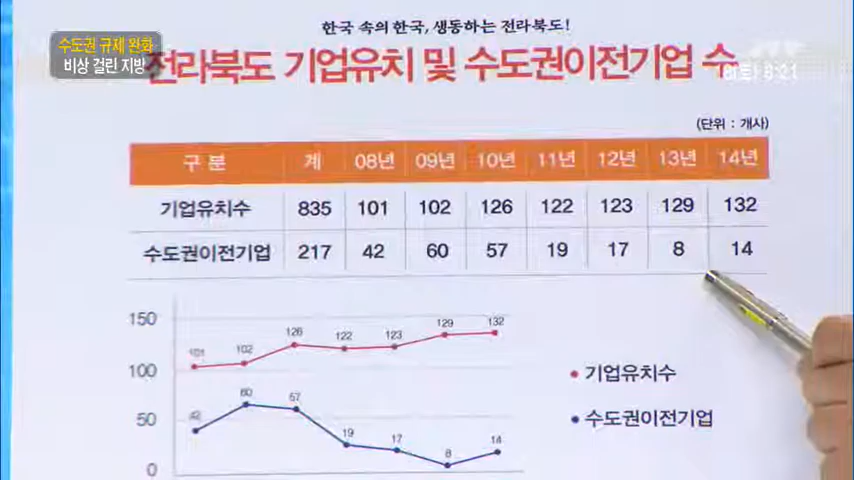 한국 속의 한국, 생동하는 전라북도!
수도권 규제 완화
비상 걸린 지방
전라북도 기업유치 및 수도권이전기업 수
8:21
(단위 : 개사)
구 분 계 08년 09년 10년 11년 12년 13년 14년
기업유치수 835 101 102 126 122 123 129 132
수도권이전기업 217 42 60 57 19 17 8 14
150
100
50
0
101 102 126 122 123 129 132
42 60 57 19 17 8 14
기업유치수
수도권이전기업